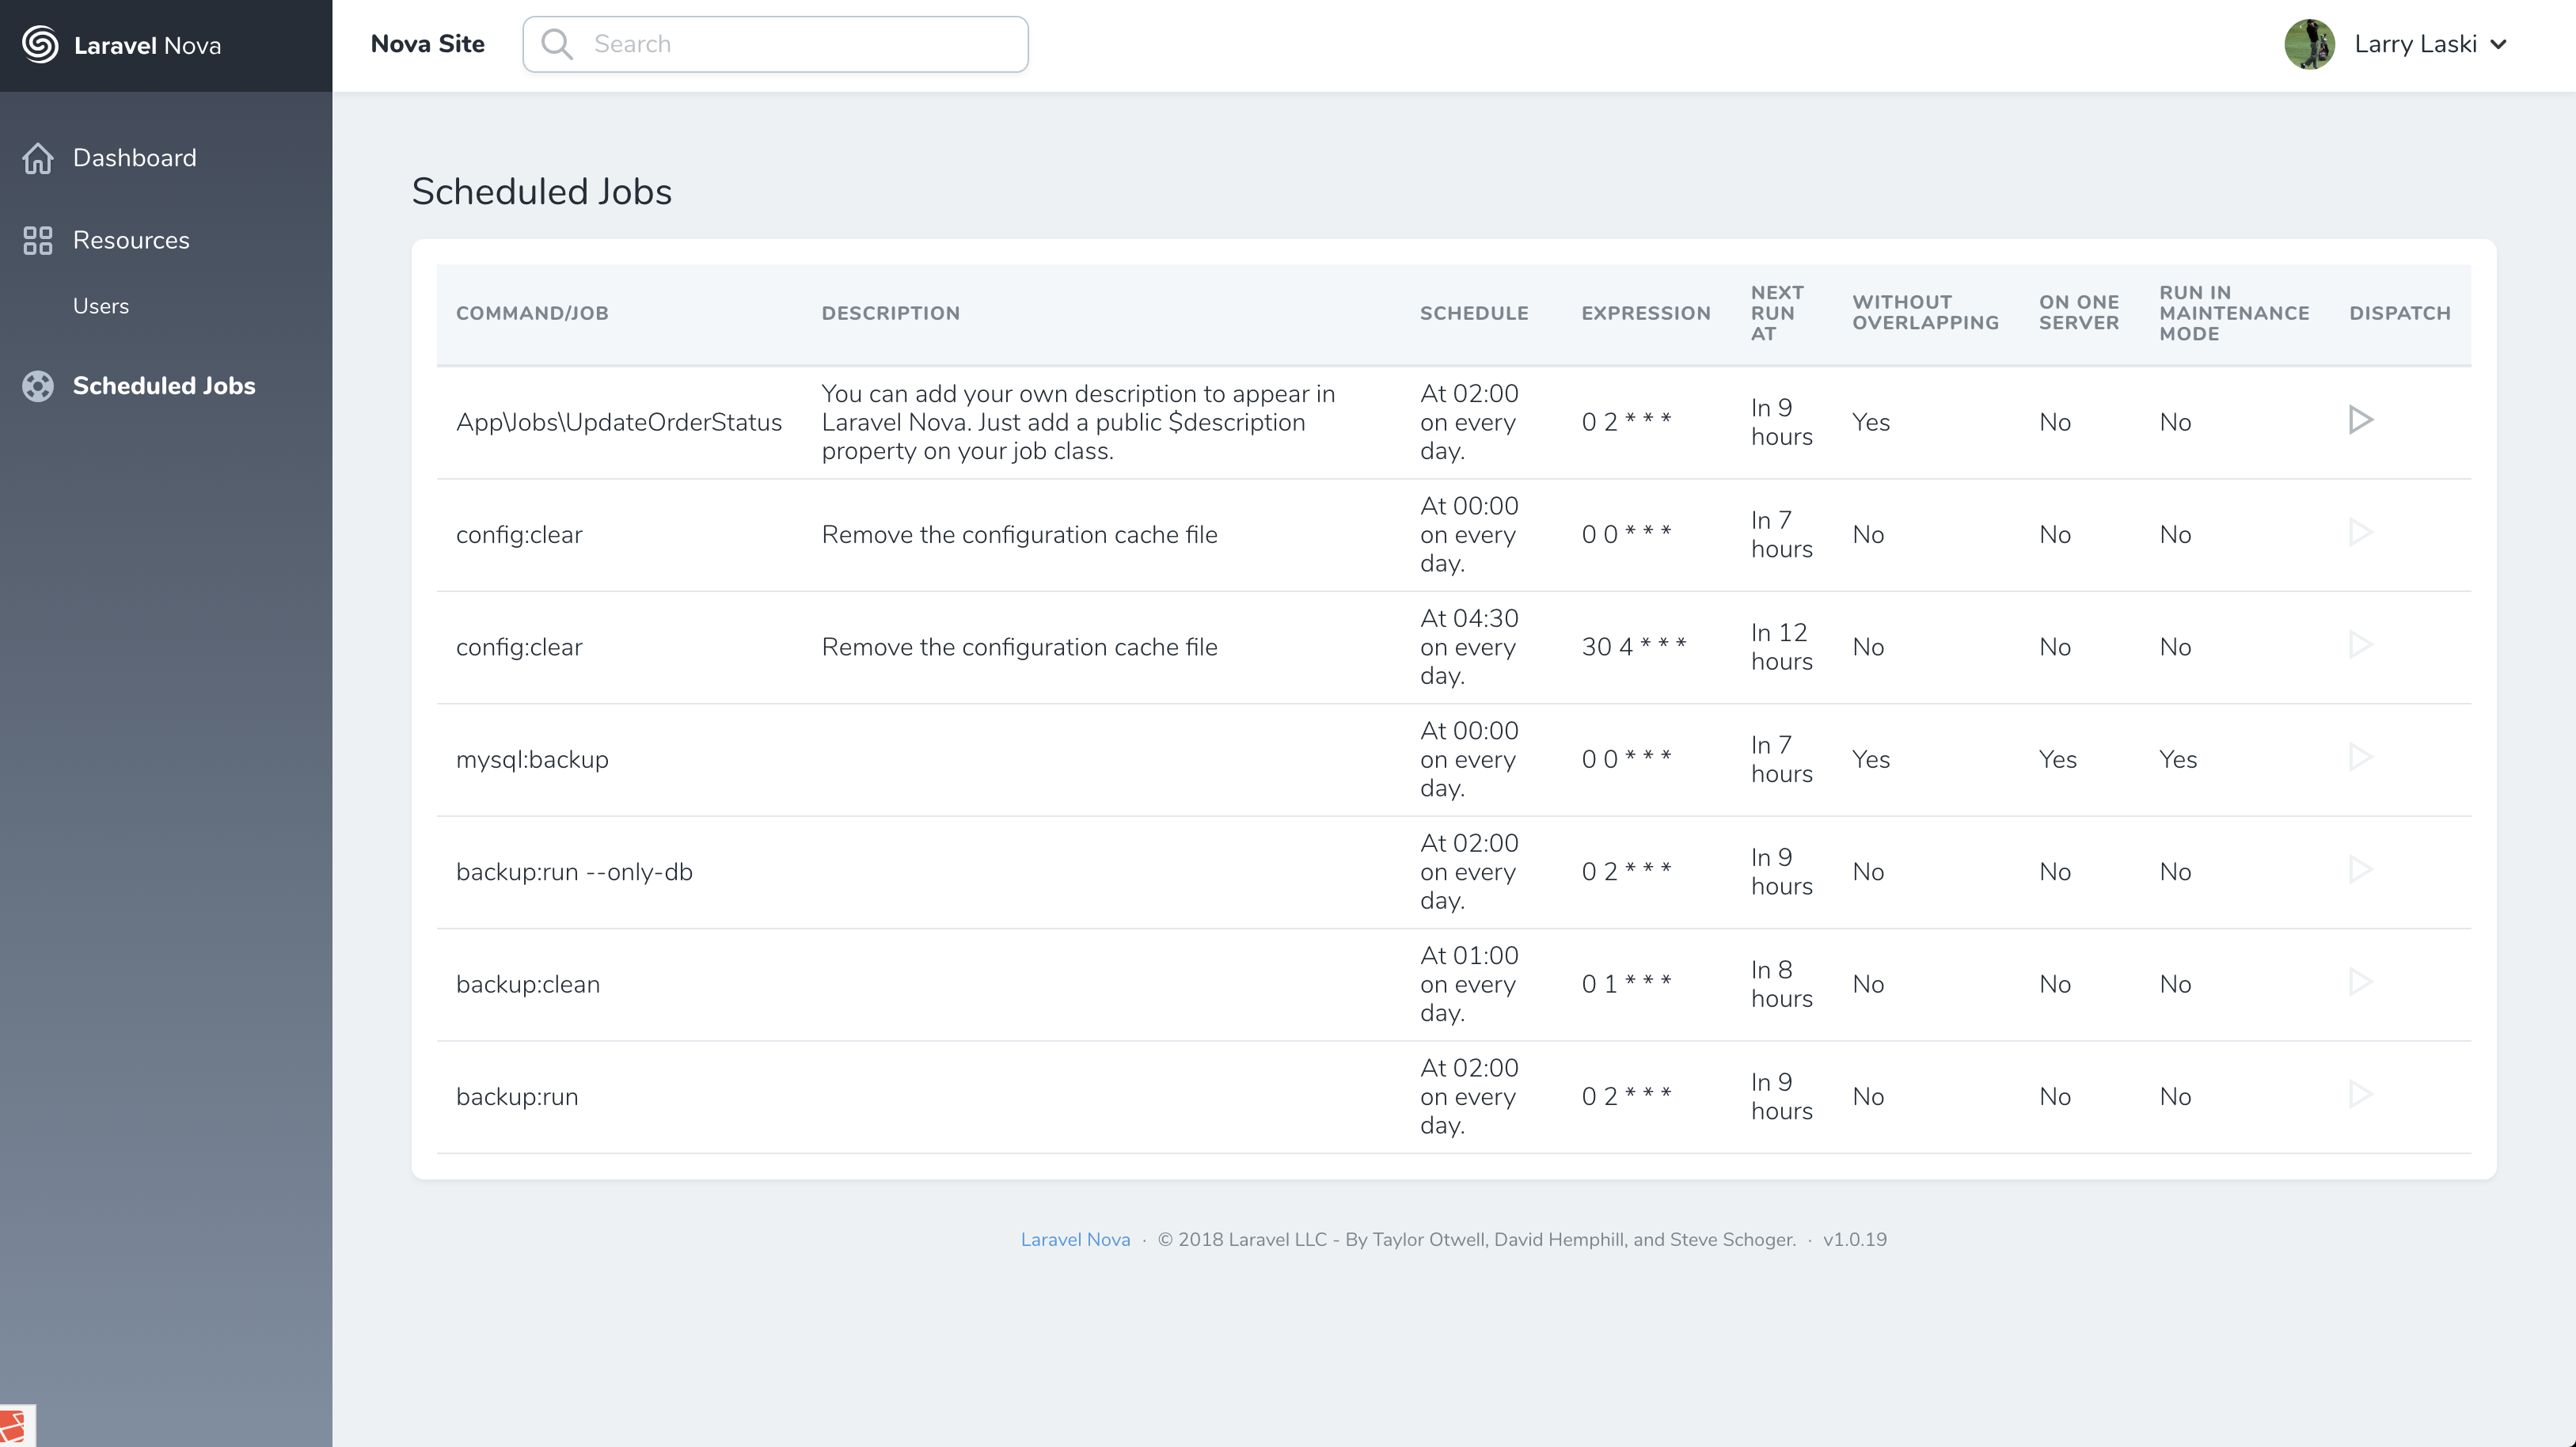 Laravel Nova
Nova Site
Search
Larry Laski
Dashboard
Resources
Users
Scheduled Jobs
Scheduled Jobs
COMMAND/JOB DESCRIPTION SCHEDULE EXPRESSION NEXT RUN AT WITHOUT OVERLAPPING ON ONE SERVER RUN IN MAINTENANCE MODE DISPATCH
App\Jobs\UpdateOrderStatus You can add your own description to appear in Laravel Nova. Just add a public $description property on your job class. At 02:00 on every day. 0 2 * * * In 9 hours Yes No No
config:clear Remove the configuration cache file At 00:00 on every day. 0 0 * * * In 7 hours No No No
config:clear Remove the configuration cache file At 04:30 on every day. 30 4 * * * In 12 hours No No No
mysql:backup At 00:00 on every day. 0 0 * * * In 7 hours Yes Yes Yes
backup:run --only-db At 02:00 on every day. 0 2 * * * In 9 hours No No No
backup:clean At 01:00 on every day. 0 1 * * * In 8 hours No No No
backup:run At 02:00 on every day. 0 2 * * * In 9 hours No No No
Laravel Nova · © 2018 Laravel LLC - By Taylor Otwell, David Hemphill, and Steve Schoger. · v1.0.19